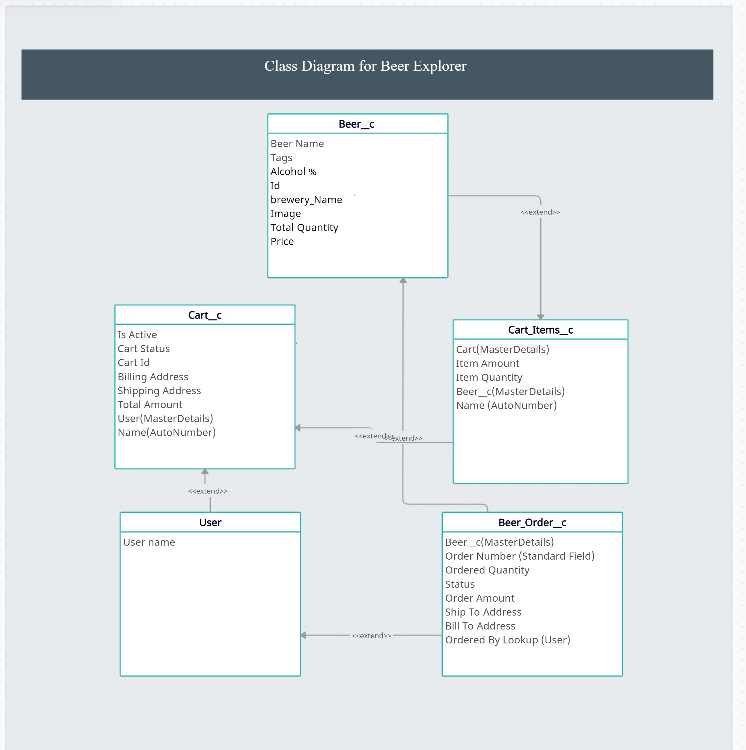 Class Diagram for Beer Explorer
Beer__c
Beer Name
Tags
Alcohol %
Id
brewery_Name
Image
Total Quantity
Price
<<extend>>
Cart__c
Is Active
Cart Status
Cart Id
Billing Address
Shipping Address
Total Amount
User(MasterDetails)
Name(AutoNumber)
Cart_Items__c
Cart(MasterDetails)
Item Amount
Item Quantity
Beer__c(MasterDetails)
Name (AutoNumber)
<<extend>>
<<extend>>
<<extend>>
User
User name
Beer_Order__c
Beer__c(MasterDetails)
Order Number (Standard Field)
Ordered Quantity
Status
Order Amount
Ship To Address
Bill To Address
Ordered By Lookup (User)
<<extend>>